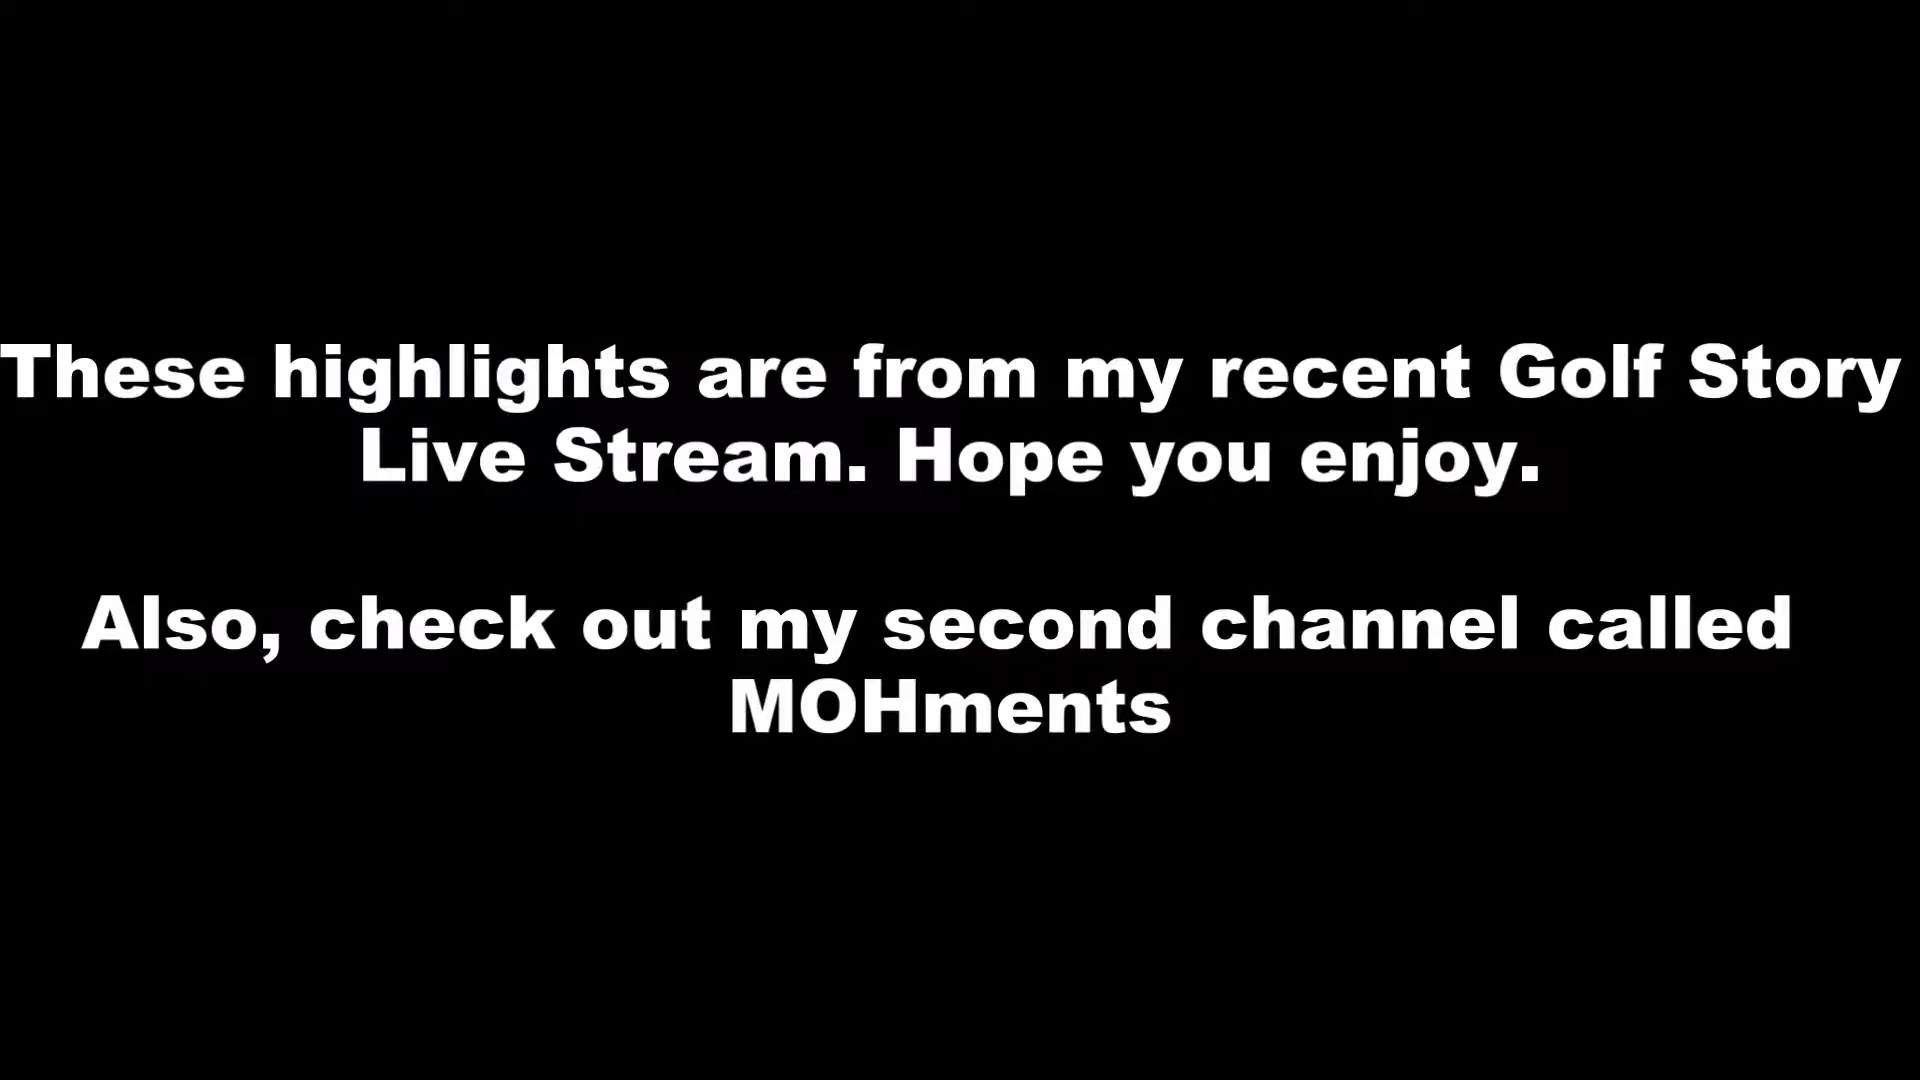 These highlights are from my recent Golf Story
Live Stream. Hope you enjoy.
Also, check out my second channel called
MOHments